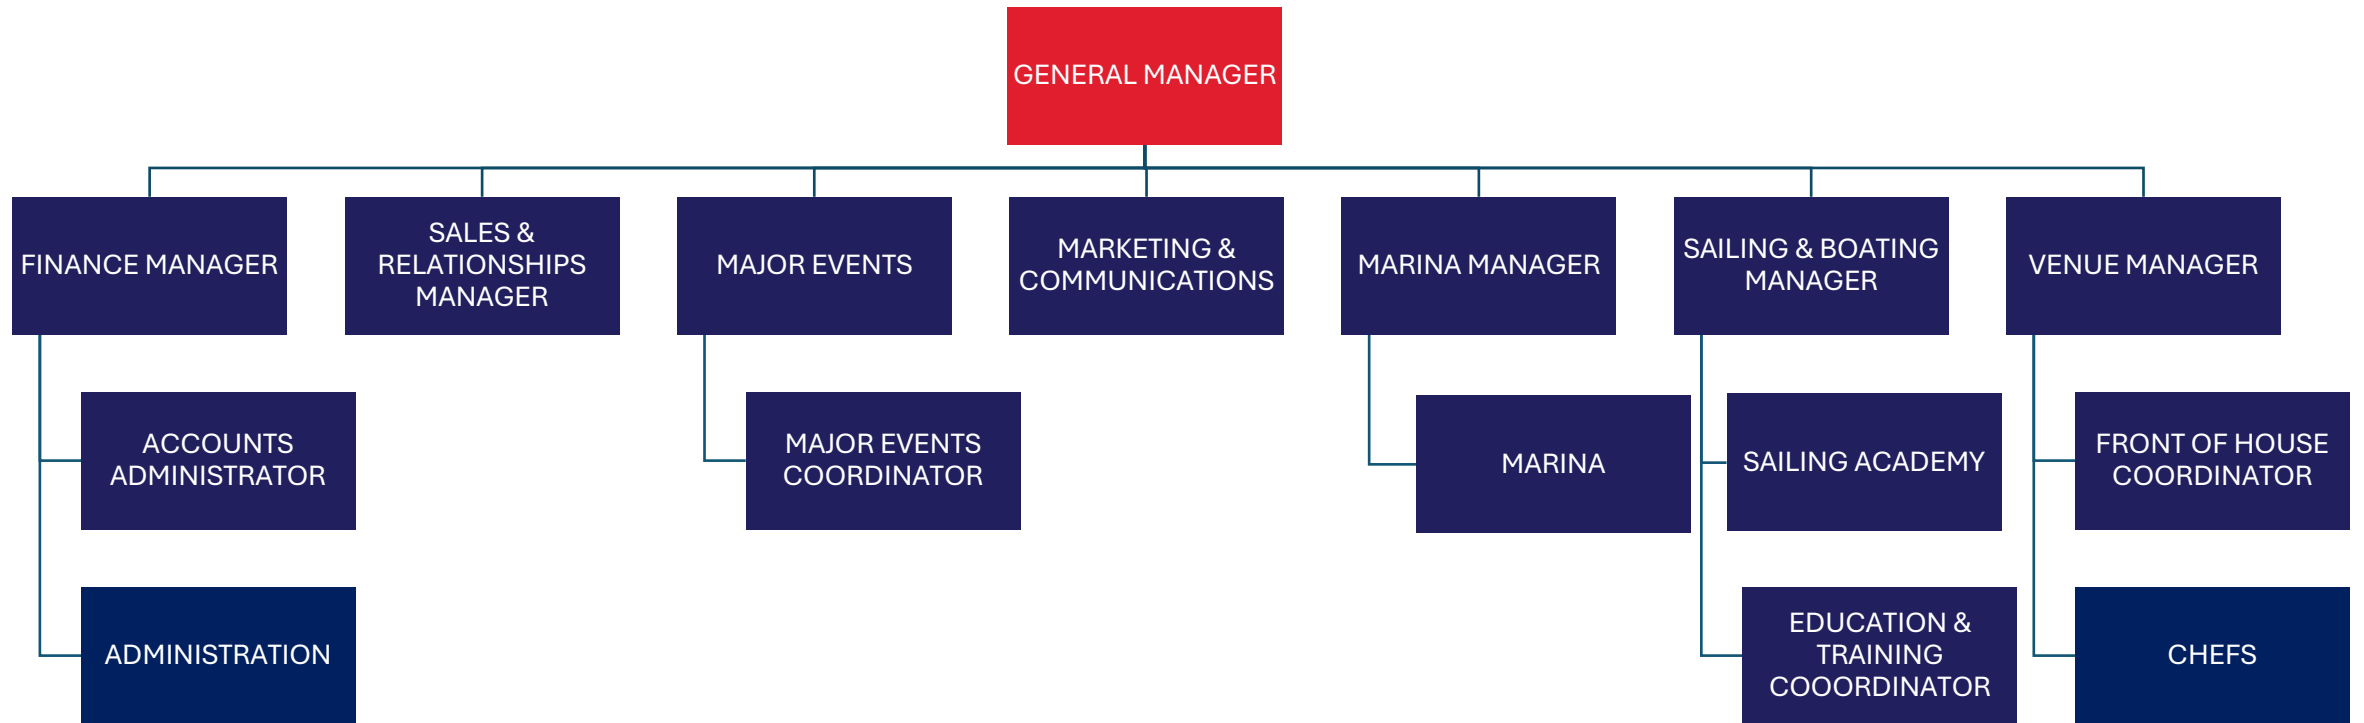 GENERAL MANAGER
FINANCE MANAGER
SALES &
RELATIONSHIPS
MANAGER
MAJOR EVENTS
MARKETING &
COMMUNICATIONS
MARINA MANAGER
SAILING & BOATING
MANAGER
VENUE MANAGER
ACCOUNTS
ADMINISTRATOR
MAJOR EVENTS
COORDINATOR
MARINA
SAILING ACADEMY
FRONT OF HOUSE
COORDINATOR
ADMINISTRATION
EDUCATION &
TRAINING
COOORDINATOR
CHEFS